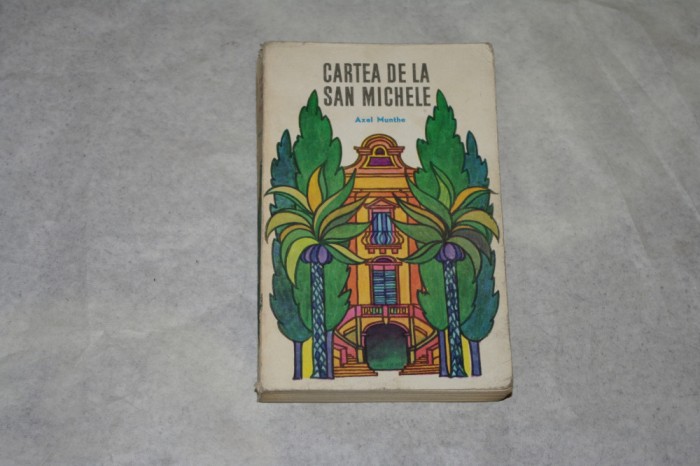 CARTEA DE LA
SAN MICHELE
Axel Munthe